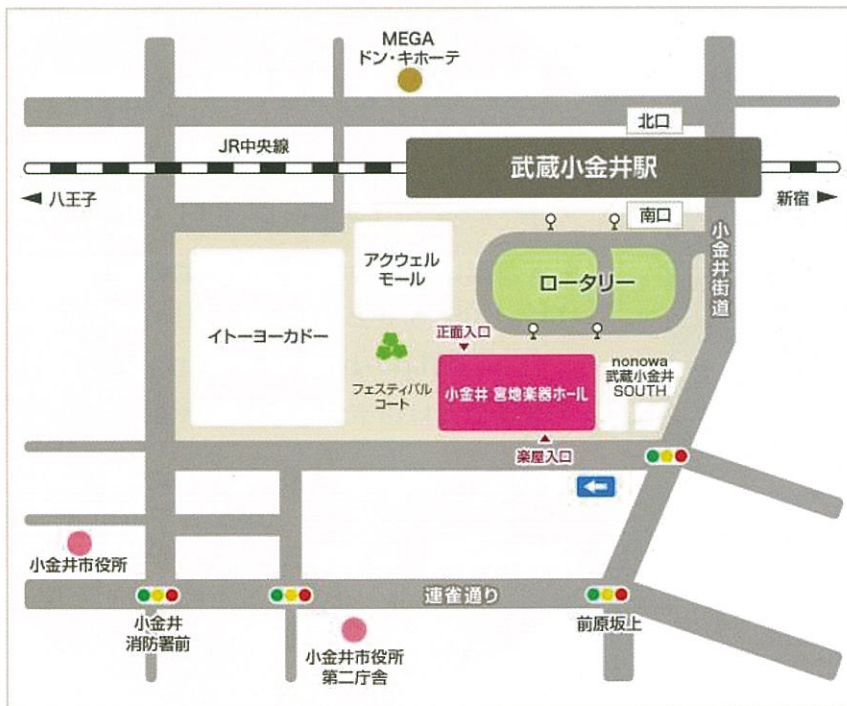 MEGA
ドン・キホーテ
北口
JR中央線
武蔵小金井駅
◀ 八王子
新宿 ▶
南口
小金井街道
アクウェル
モール
ロータリー
イトーヨーカドー
正面入口
nonowa
武蔵小金井
SOUTH
フェスティバル
コート
小金井 宮地楽器ホール
楽屋入口
小金井市役所
連雀通り
小金井
消防署前
前原坂上
小金井市役所
第二庁舎